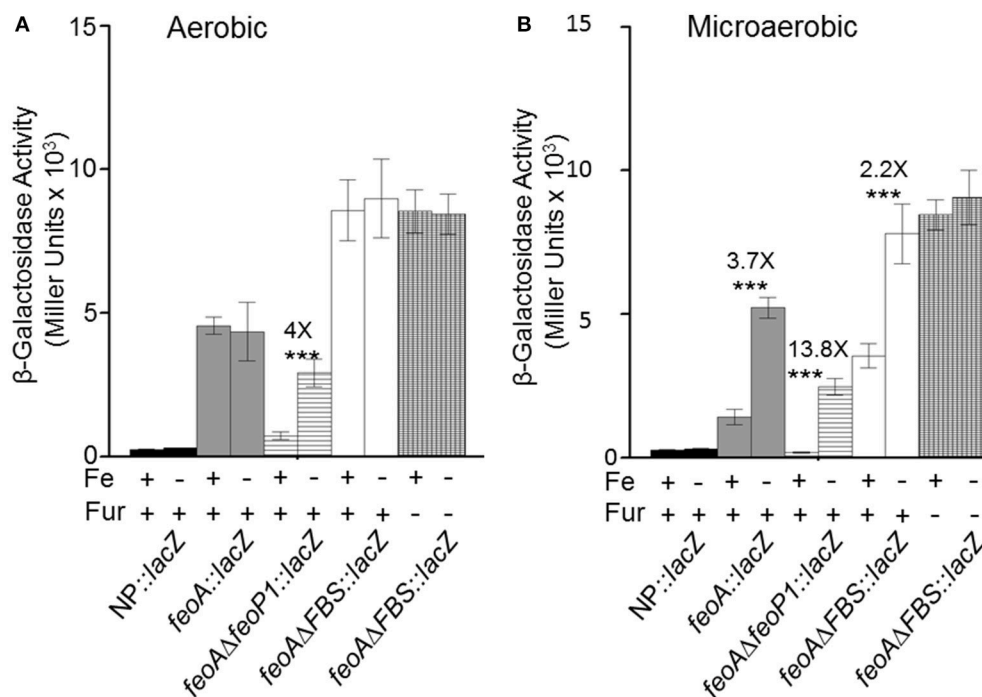 A
Aerobic
15
10
5
0
β-Galactosidase Activity
(Miller Units x 10³)
4X
***
Fe + - + - + - + - + -
Fur + + + + + + + + - -
NP::lacZ
feoA::lacZ
feoAΔfeoP1::lacZ
feoAΔFBS::lacZ
feoAΔFBS::lacZ
B
Microaerobic
15
10
5
0
β-Galactosidase Activity
(Miller Units x 10³)
3.7X
***
13.8X
***
2.2X
***
Fe + - + - + - + - + -
Fur + + + + + + + + - -
NP::lacZ
feoA::lacZ
feoAΔfeoP1::lacZ
feoAΔFBS::lacZ
feoAΔFBS::lacZ